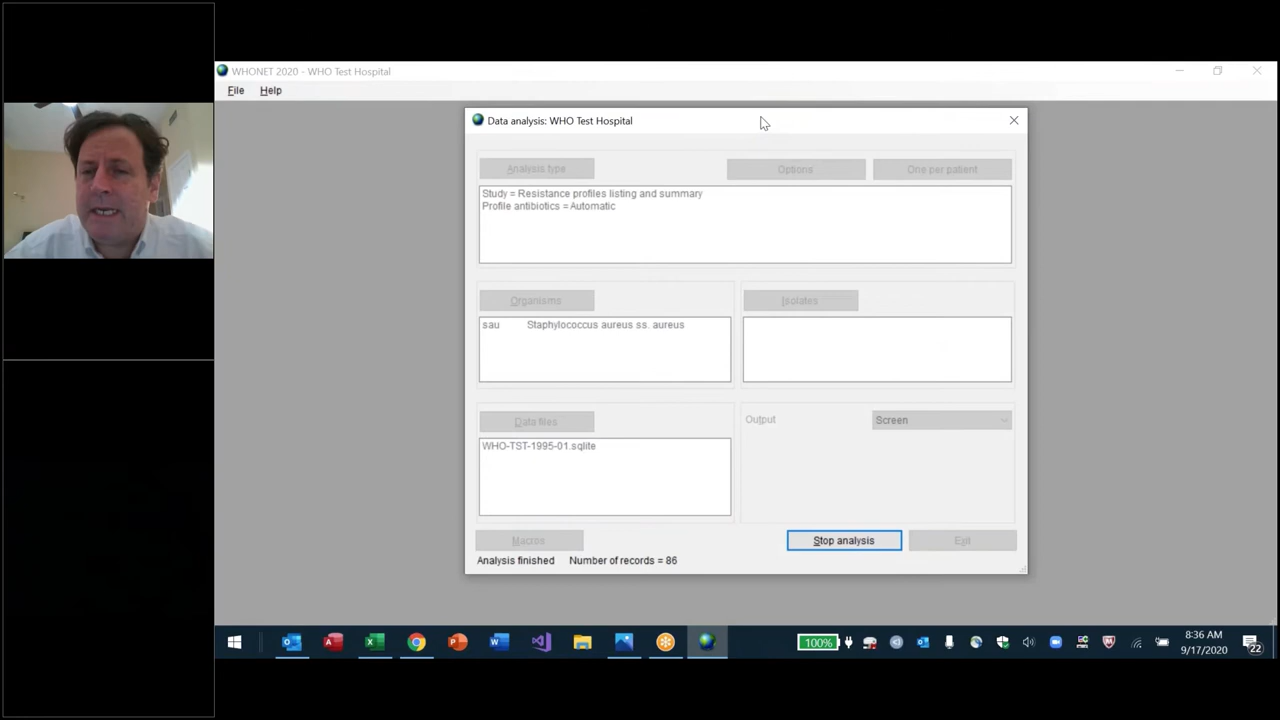 WHONET 2020 - WHO Test Hospital
File Help
Data analysis: WHO Test Hospital
Analysis type Options One per patient
Study = Resistance profiles listing and summary
Profile antibiotics = Automatic
Organisms Isolates
sau Staphylococcus aureus ss. aureus
Data files Output Screen
WHO-TST-1995-01.sqlite
Macros Stop analysis Exit
Analysis finished Number of records = 86
100% 8:36 AM
9/17/2020 22